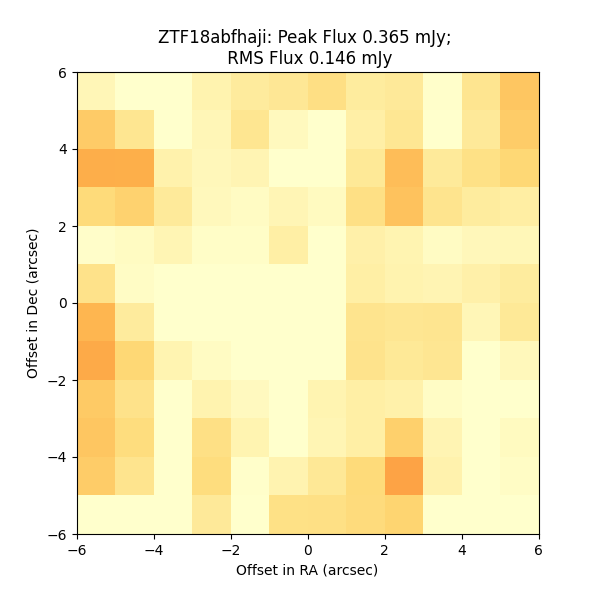 ZTF18abfhaji: Peak Flux 0.365 mJy;
RMS Flux 0.146 mJy
6
4
2
0
−2
−4
−6
Offset in Dec (arcsec)
−6 −4 −2 0 2 4 6
Offset in RA (arcsec)